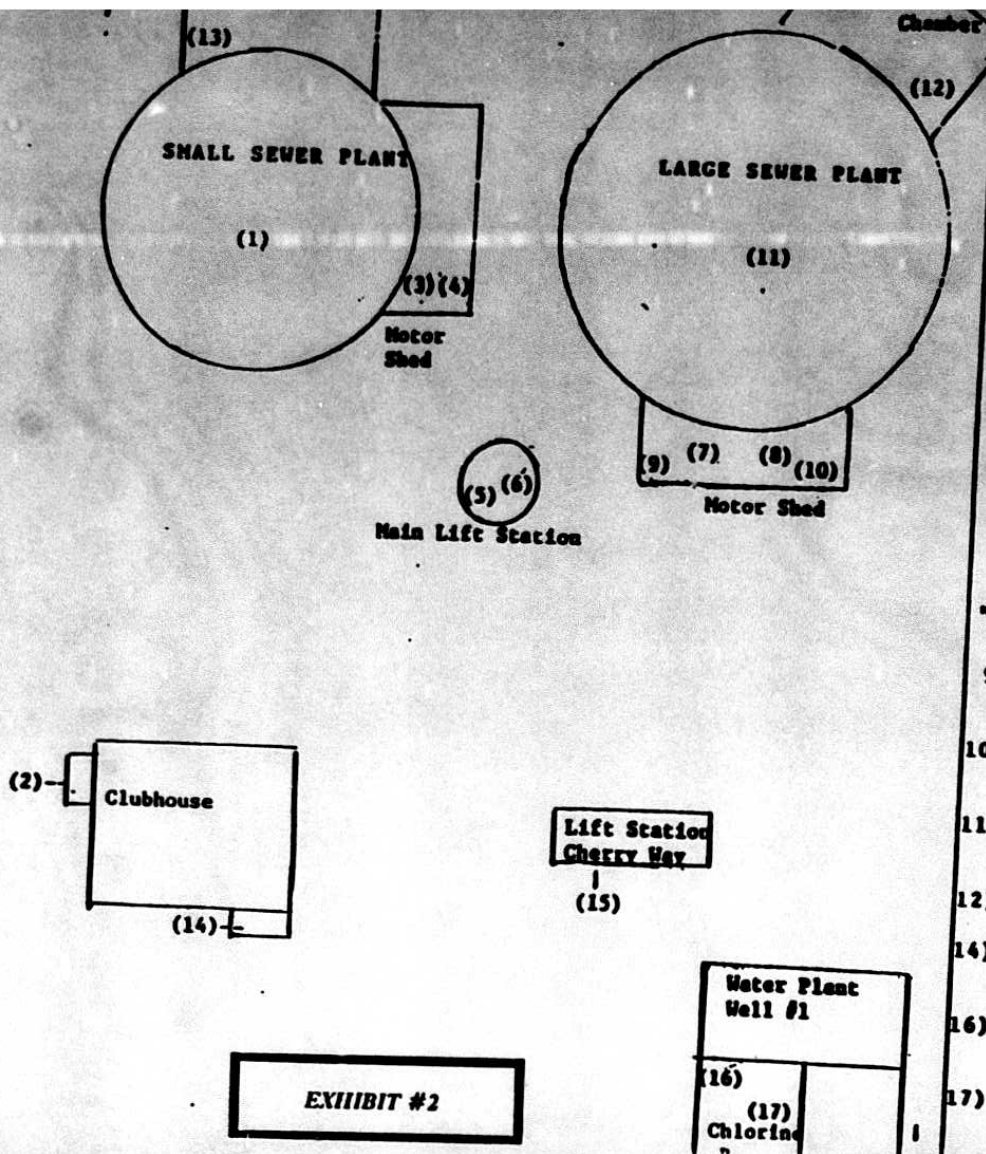 Chamber
(13)
(12)
SMALL SEWER PLANT
LARGE SEWER PLANT
(1)
(11)
(3)(4)
Motor
Shed
(9) (7) (8) (10)
(5) (6)
Motor Shed
Main Lift Station
10
(2)
Clubhouse
Lift Station
Cherry Way
11
(15)
12
(14)
14)
Water Plant
Well #1
16)
(16)
EXHIBIT #2
(17)
17)
Chlorine